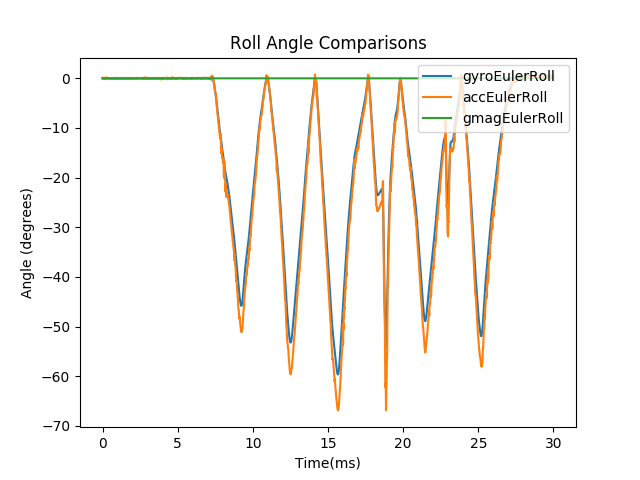 Roll Angle Comparisons
gyroEulerRoll
accEulerRoll
gmagEulerRoll
0
−10
−20
−30
−40
−50
−60
−70
Angle (degrees)
0 5 10 15 20 25 30
Time(ms)